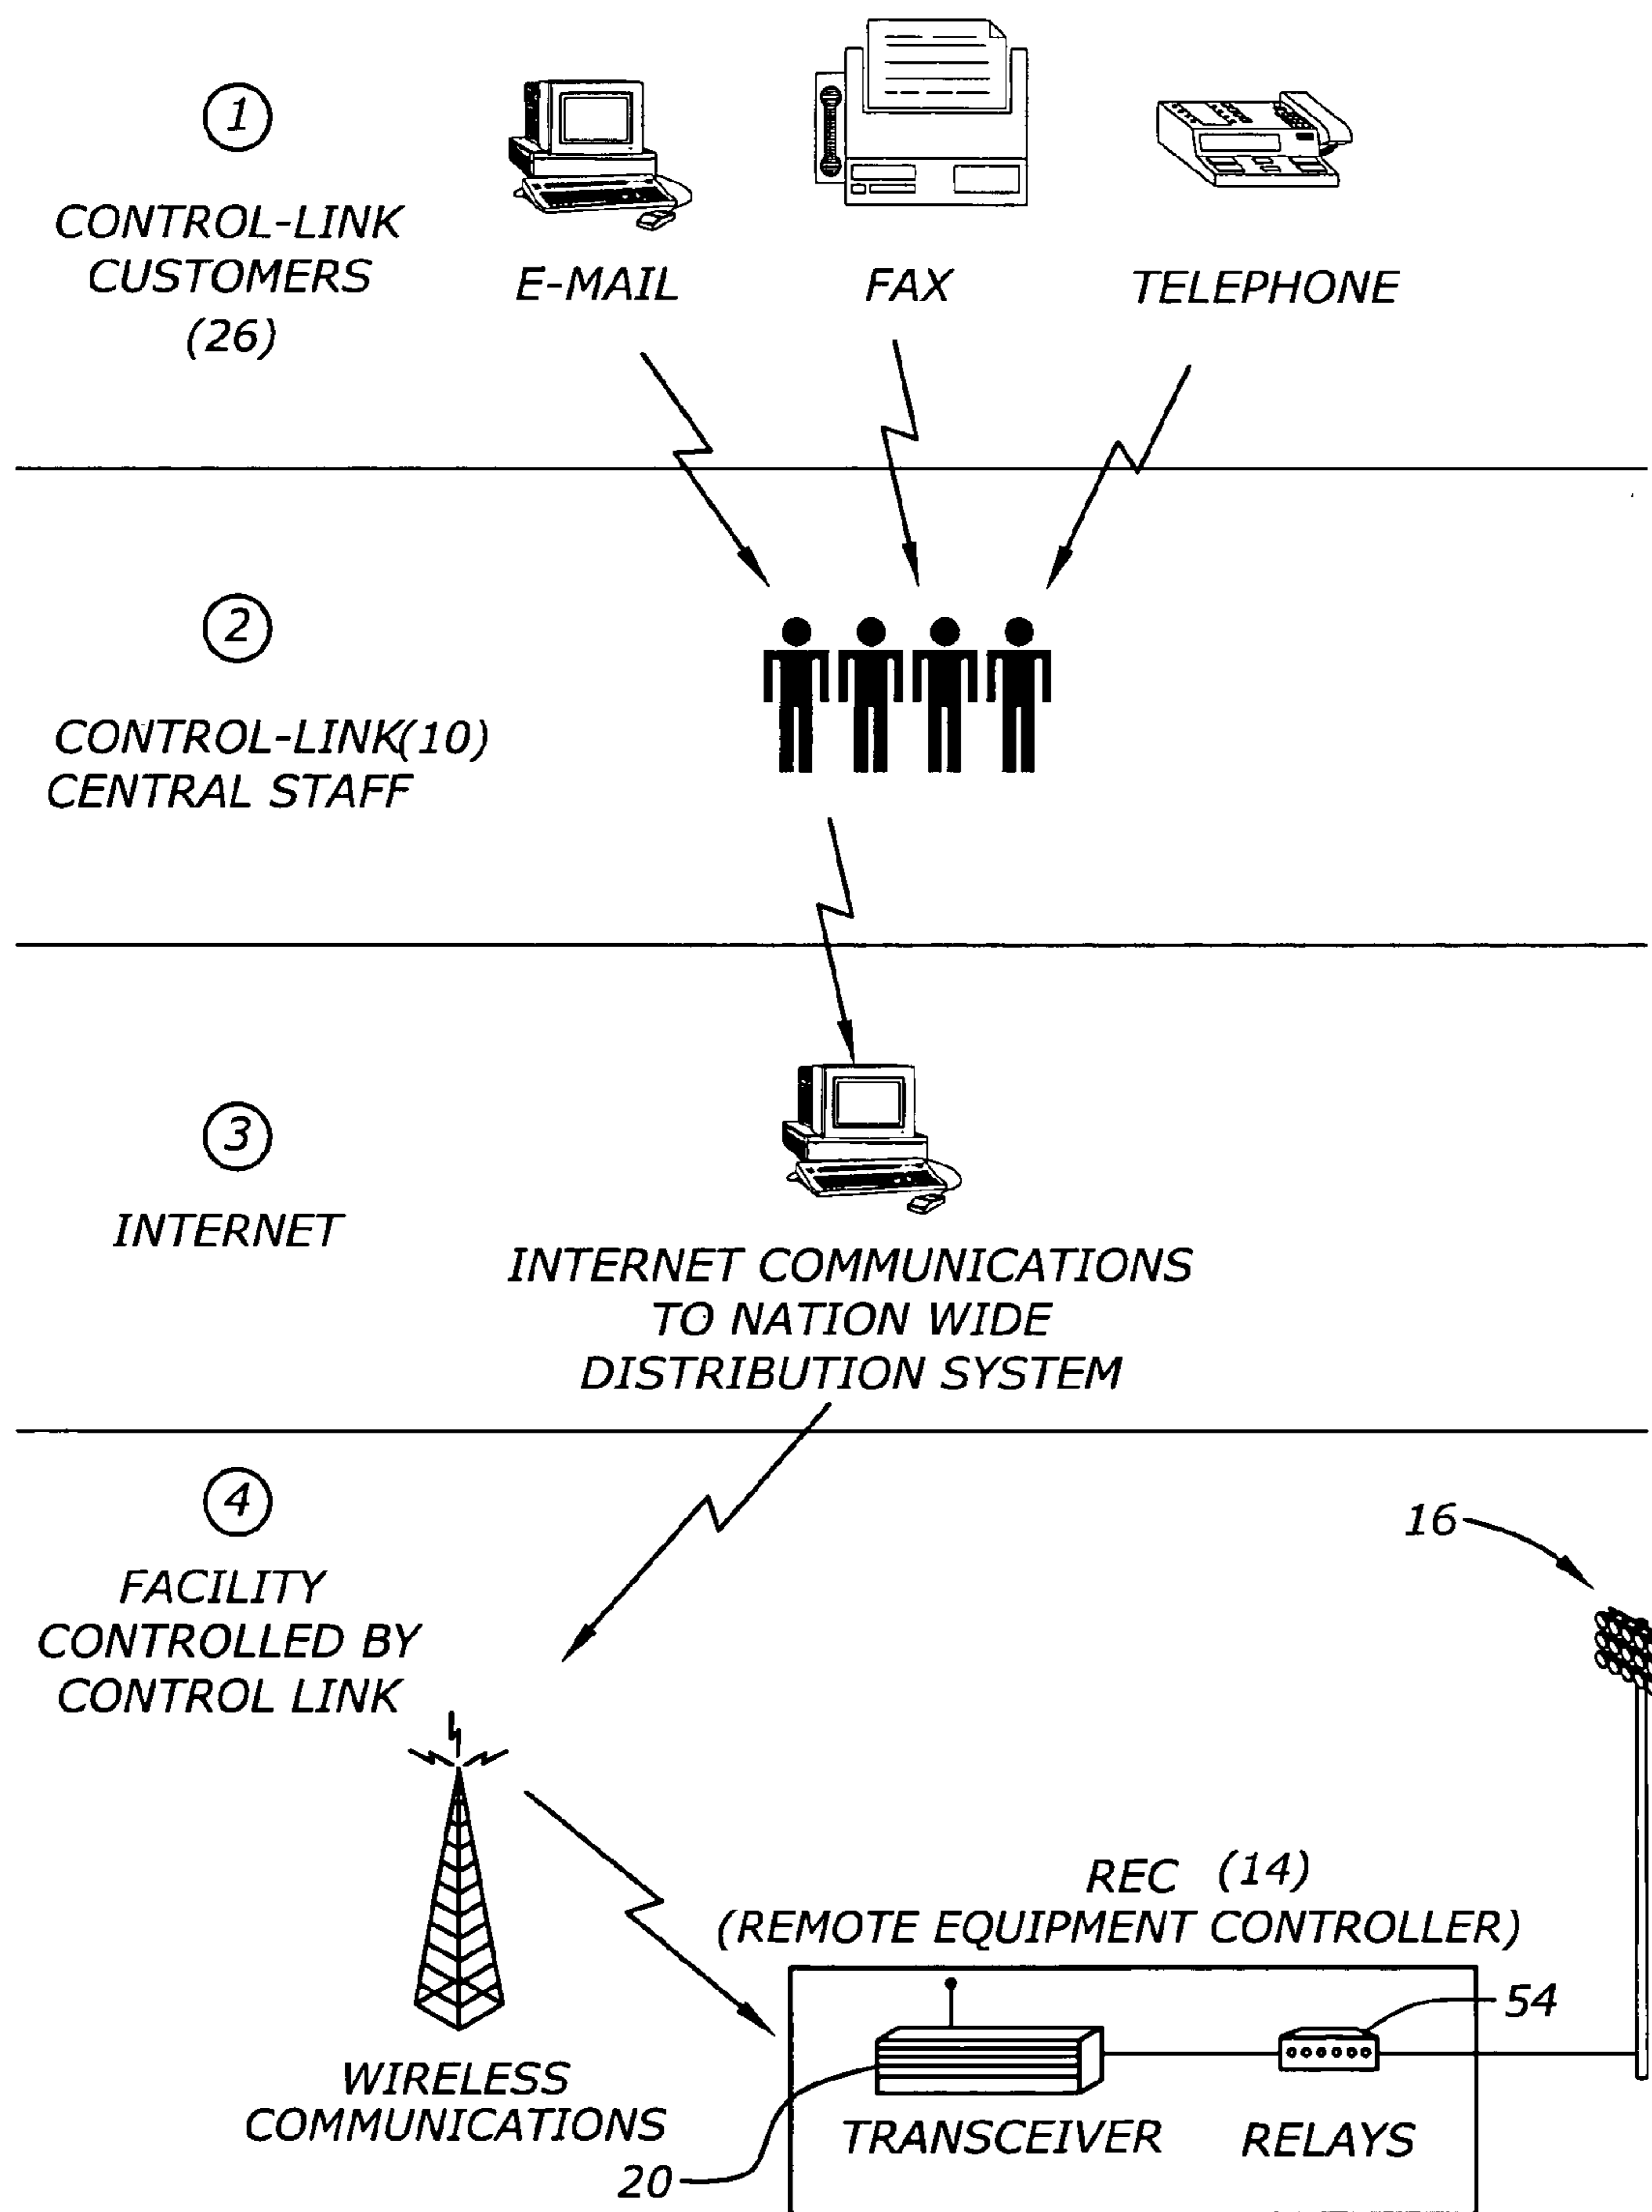 1
CONTROL-LINK
CUSTOMERS
(26)
E-MAIL
FAX
TELEPHONE
2
CONTROL-LINK(10)
CENTRAL STAFF
3
INTERNET
INTERNET COMMUNICATIONS
TO NATION WIDE
DISTRIBUTION SYSTEM
4
FACILITY
CONTROLLED BY
CONTROL LINK
16
WIRELESS
COMMUNICATIONS
REC (14)
(REMOTE EQUIPMENT CONTROLLER)
54
TRANSCEIVER
RELAYS
20